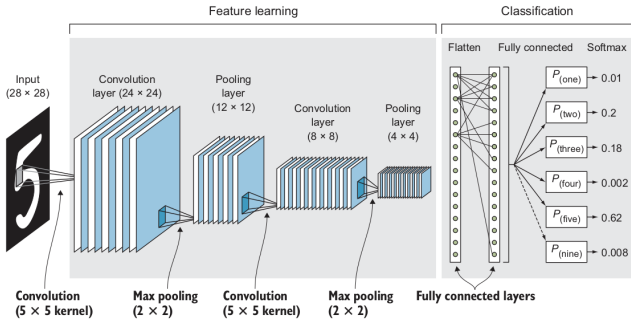 Feature learning
Classification
Input
(28 × 28)
Convolution
layer (24 × 24)
Pooling
layer
(12 × 12)
Convolution
layer
(8 × 8)
Pooling
layer
(4 × 4)
Flatten
Fully connected
Softmax
5
P(one)
0.01
P(two)
0.2
P(three)
0.18
P(four)
0.002
P(five)
0.62
P(nine)
0.008
Convolution
(5 × 5 kernel)
Max pooling
(2 × 2)
Convolution
(5 × 5 kernel)
Max pooling
(2 × 2)
Fully connected layers